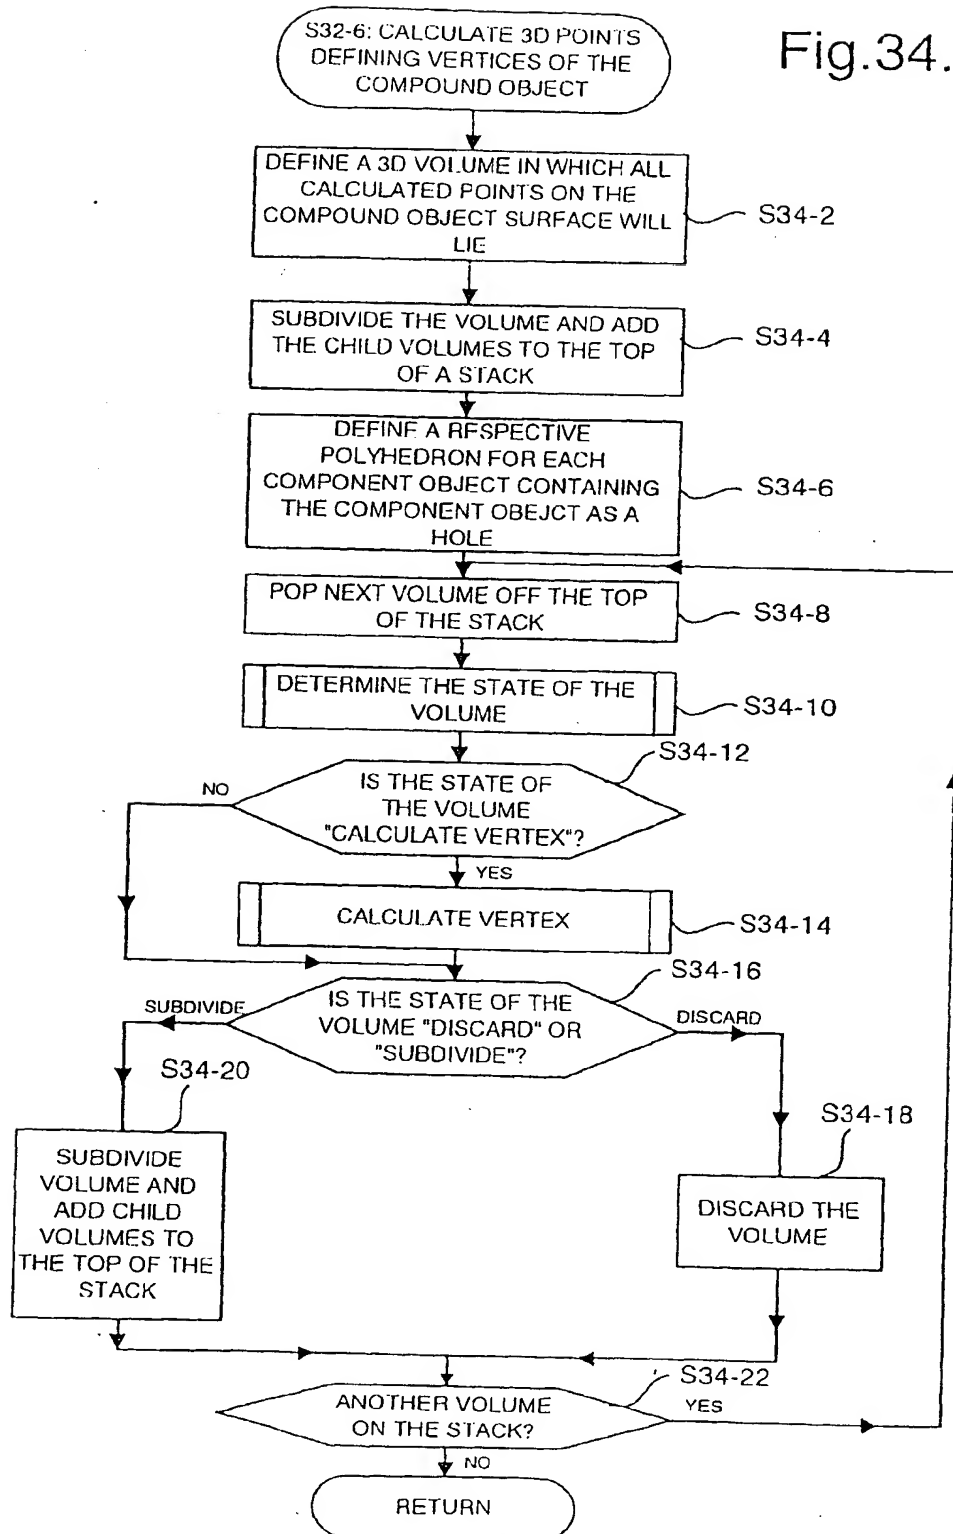 S32-6: CALCULATE 3D POINTS
DEFINING VERTICES OF THE
COMPOUND OBJECT
Fig.34.
DEFINE A 3D VOLUME IN WHICH ALL
CALCULATED POINTS ON THE
COMPOUND OBJECT SURFACE WILL
LIE
S34-2
SUBDIVIDE THE VOLUME AND ADD
THE CHILD VOLUMES TO THE TOP
OF A STACK
S34-4
DEFINE A RESPECTIVE
POLYHEDRON FOR EACH
COMPONENT OBJECT CONTAINING
THE COMPONENT OBEJCT AS A
HOLE
S34-6
POP NEXT VOLUME OFF THE TOP
OF THE STACK
S34-8
DETERMINE THE STATE OF THE
VOLUME
S34-10
S34-12
IS THE STATE OF
THE VOLUME
"CALCULATE VERTEX"?
NO
YES
CALCULATE VERTEX
S34-14
S34-16
IS THE STATE OF THE
VOLUME "DISCARD" OR
"SUBDIVIDE"?
SUBDIVIDE
DISCARD
S34-20
SUBDIVIDE
VOLUME AND
ADD CHILD
VOLUMES TO
THE TOP OF THE
STACK
S34-18
DISCARD THE
VOLUME
S34-22
ANOTHER VOLUME
ON THE STACK?
YES
NO
RETURN